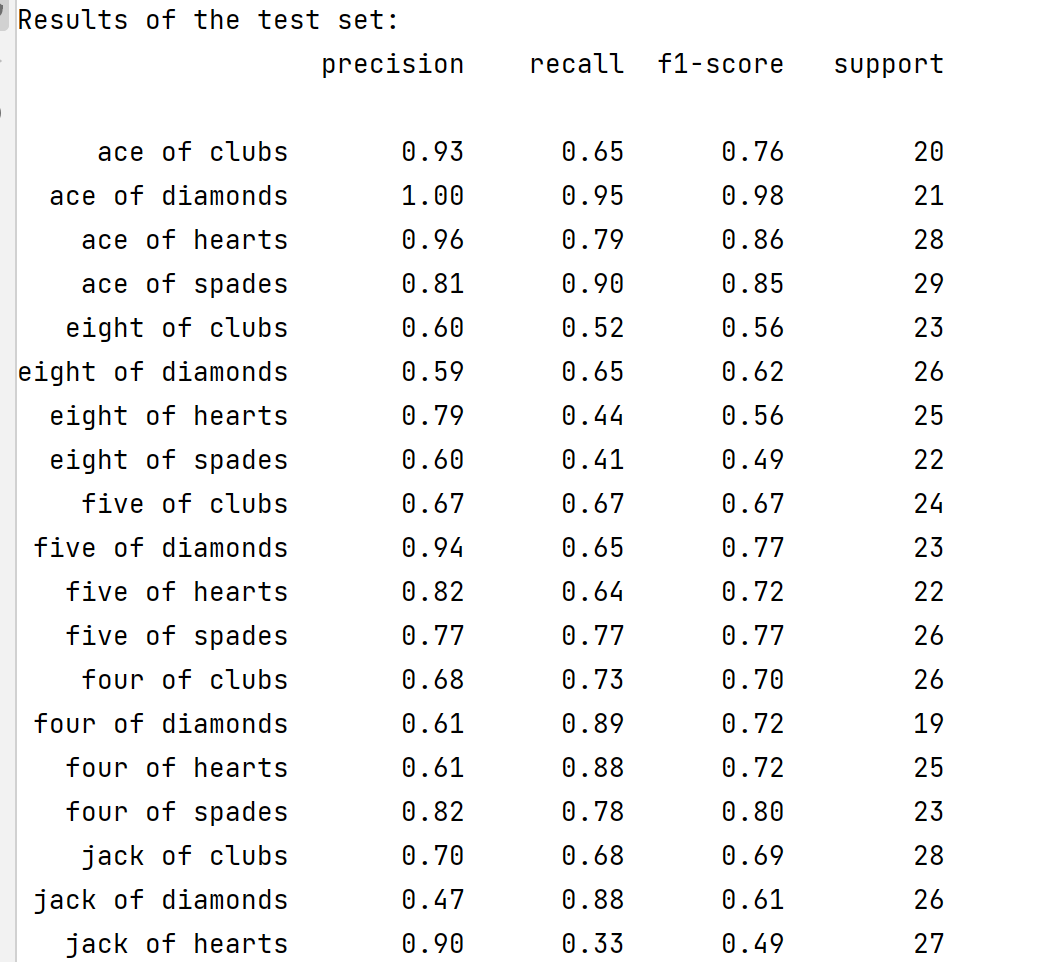 Results of the test set:
precision recall f1-score support
ace of clubs 0.93 0.65 0.76 20
ace of diamonds 1.00 0.95 0.98 21
ace of hearts 0.96 0.79 0.86 28
ace of spades 0.81 0.90 0.85 29
eight of clubs 0.60 0.52 0.56 23
eight of diamonds 0.59 0.65 0.62 26
eight of hearts 0.79 0.44 0.56 25
eight of spades 0.60 0.41 0.49 22
five of clubs 0.67 0.67 0.67 24
five of diamonds 0.94 0.65 0.77 23
five of hearts 0.82 0.64 0.72 22
five of spades 0.77 0.77 0.77 26
four of clubs 0.68 0.73 0.70 26
four of diamonds 0.61 0.89 0.72 19
four of hearts 0.61 0.88 0.72 25
four of spades 0.82 0.78 0.80 23
jack of clubs 0.70 0.68 0.69 28
jack of diamonds 0.47 0.88 0.61 26
jack of hearts 0.90 0.33 0.49 27